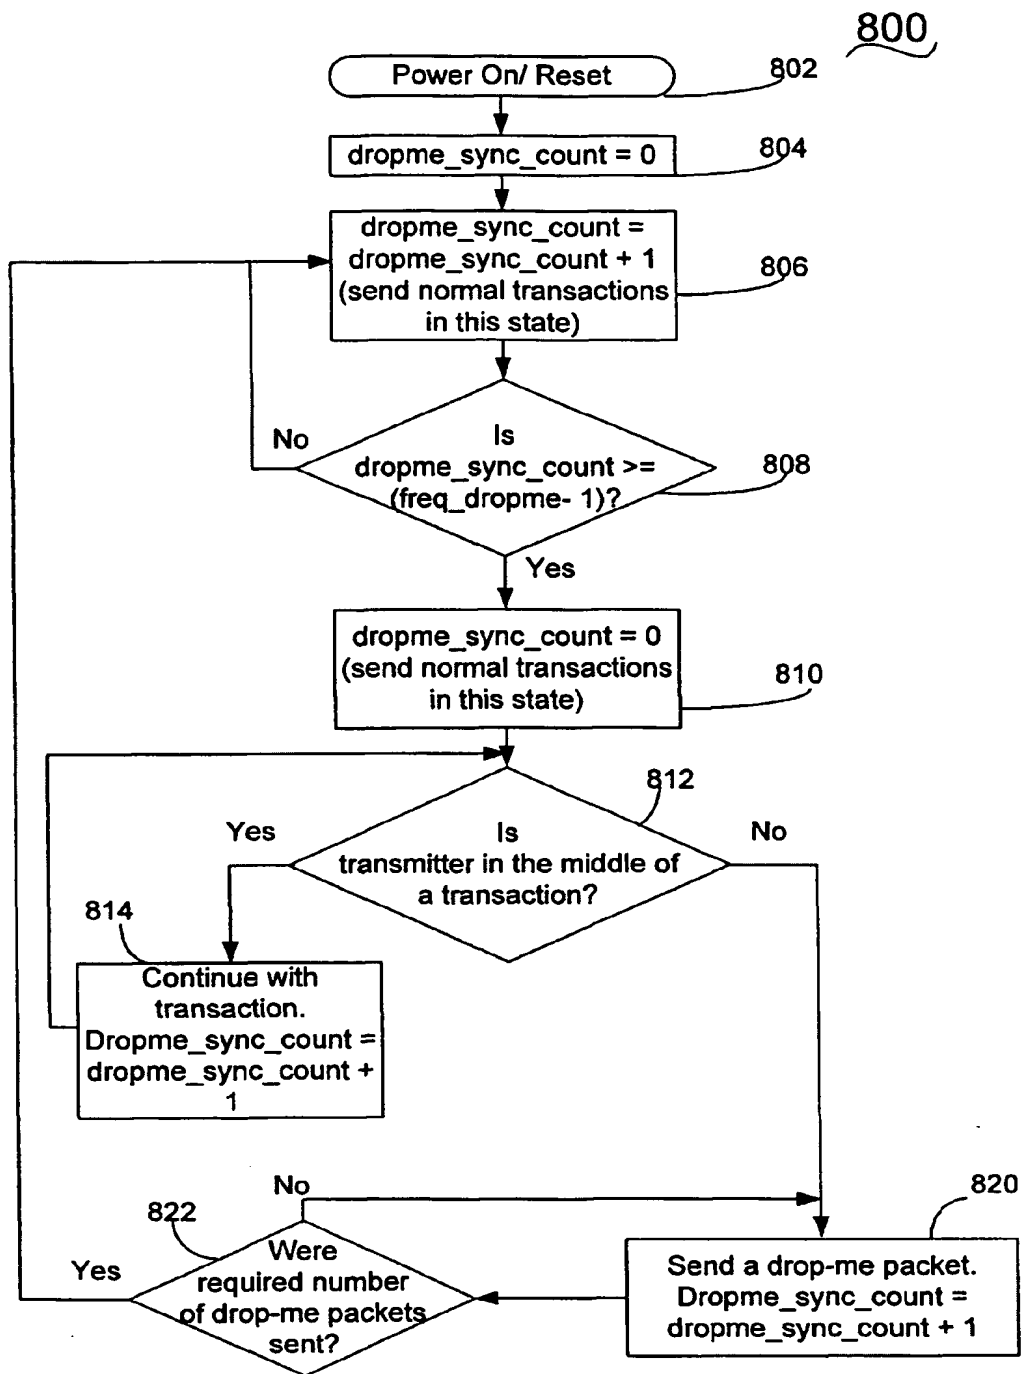 800
Power On/ Reset
802
dropme_sync_count = 0
804
dropme_sync_count =
dropme_sync_count + 1
(send normal transactions
in this state)
806
No
Is
dropme_sync_count >=
(freq_dropme- 1)?
808
Yes
dropme_sync_count = 0
(send normal transactions
in this state)
810
812
Yes
Is
transmitter in the middle of
a transaction?
No
814
Continue with
transaction.
Dropme_sync_count =
dropme_sync_count +
1
No
822
Yes
Were
required number
of drop-me packets
sent?
820
Send a drop-me packet.
Dropme_sync_count =
dropme_sync_count + 1